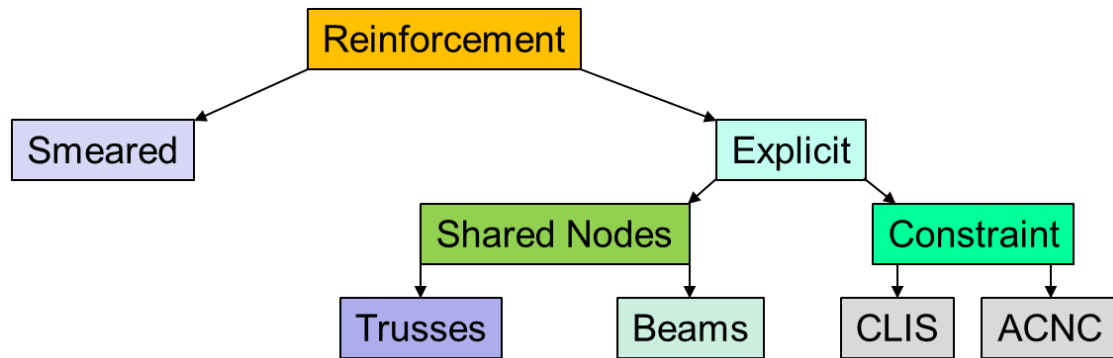 Reinforcement
Smeared
Explicit
Shared Nodes
Constraint
Trusses
Beams
CLIS
ACNC